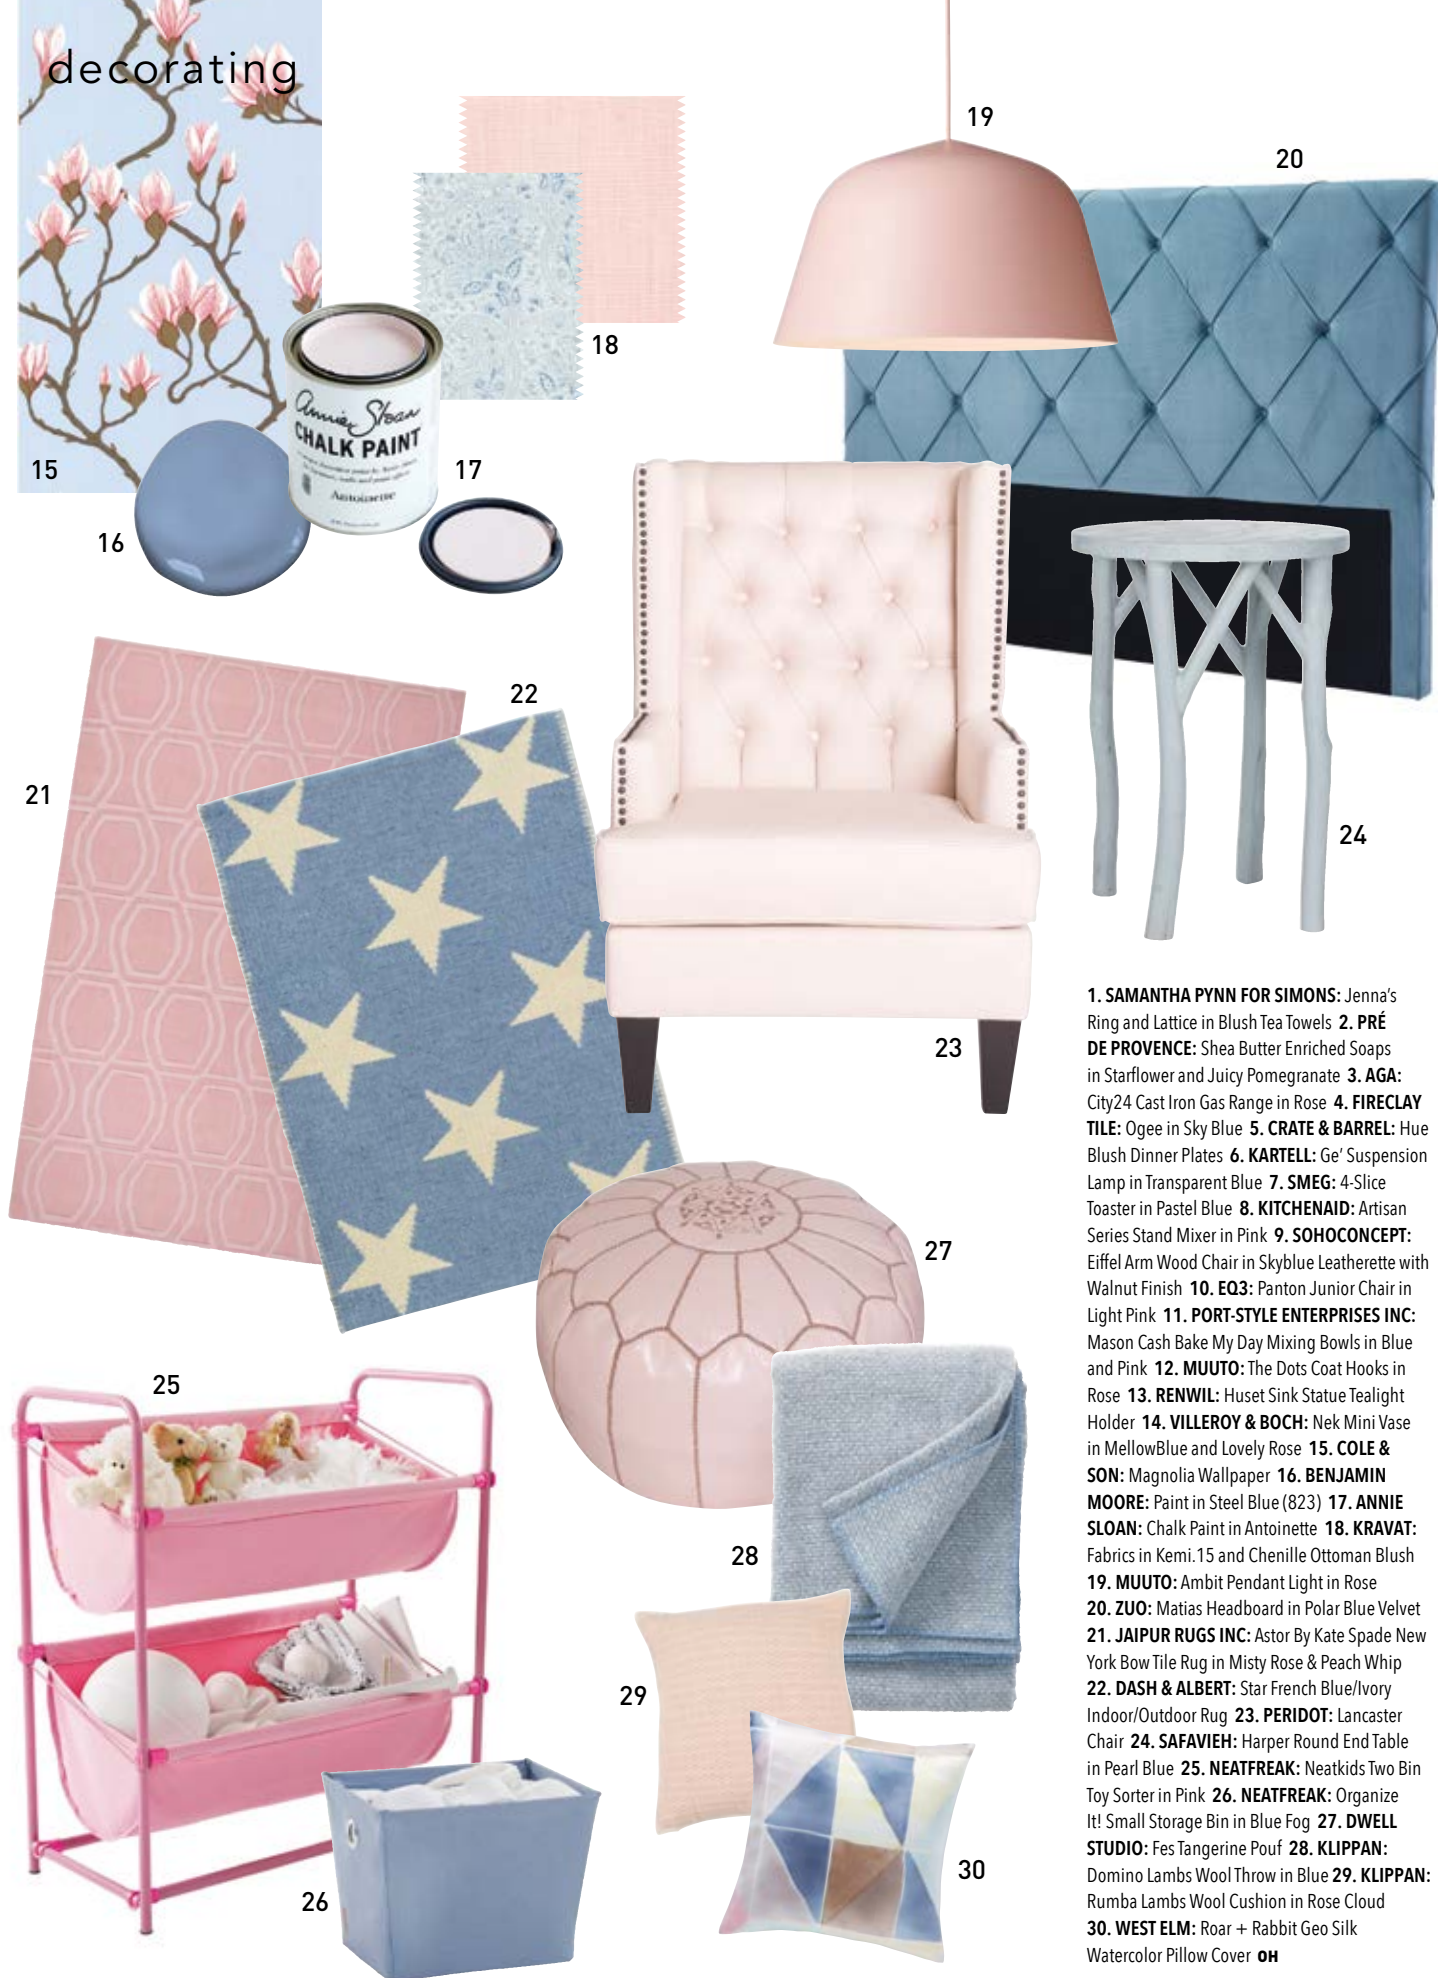 decorating
19
20
18
Annie Sloan
CHALK PAINT
Antoinette
15
17
16
22
21
24
23
27
25
28
29
30
26
1. SAMANTHA PYNN FOR SIMONS: Jenna's
Ring and Lattice in Blush Tea Towels 2. PRÉ
DE PROVENCE: Shea Butter Enriched Soaps
in Starflower and Juicy Pomegranate 3. AGA:
City24 Cast Iron Gas Range in Rose 4. FIRECLAY
TILE: Ogee in Sky Blue 5. CRATE & BARREL: Hue
Blush Dinner Plates 6. KARTELL: Ge' Suspension
Lamp in Transparent Blue 7. SMEG: 4-Slice
Toaster in Pastel Blue 8. KITCHENAID: Artisan
Series Stand Mixer in Pink 9. SOHOCONCEPT:
Eiffel Arm Wood Chair in Skyblue Leatherette with
Walnut Finish 10. EQ3: Panton Junior Chair in
Light Pink 11. PORT-STYLE ENTERPRISES INC:
Mason Cash Bake My Day Mixing Bowls in Blue
and Pink 12. MUUTO: The Dots Coat Hooks in
Rose 13. RENWIL: Huset Sink Statue Tealight
Holder 14. VILLEROY & BOCH: Nek Mini Vase
in MellowBlue and Lovely Rose 15. COLE &
SON: Magnolia Wallpaper 16. BENJAMIN
MOORE: Paint in Steel Blue (823) 17. ANNIE
SLOAN: Chalk Paint in Antoinette 18. KRAVAT:
Fabrics in Kemi.15 and Chenille Ottoman Blush
19. MUUTO: Ambit Pendant Light in Rose
20. ZUO: Matias Headboard in Polar Blue Velvet
21. JAIPUR RUGS INC: Astor By Kate Spade New
York Bow Tile Rug in Misty Rose & Peach Whip
22. DASH & ALBERT: Star French Blue/Ivory
Indoor/Outdoor Rug 23. PERIDOT: Lancaster
Chair 24. SAFAVIEH: Harper Round End Table
in Pearl Blue 25. NEATFREAK: Neatkids Two Bin
Toy Sorter in Pink 26. NEATFREAK: Organize
It! Small Storage Bin in Blue Fog 27. DWELL
STUDIO: Fes Tangerine Pouf 28. KLIPPAN:
Domino Lambs Wool Throw in Blue 29. KLIPPAN:
Rumba Lambs Wool Cushion in Rose Cloud
30. WEST ELM: Roar + Rabbit Geo Silk
Watercolor Pillow Cover OH